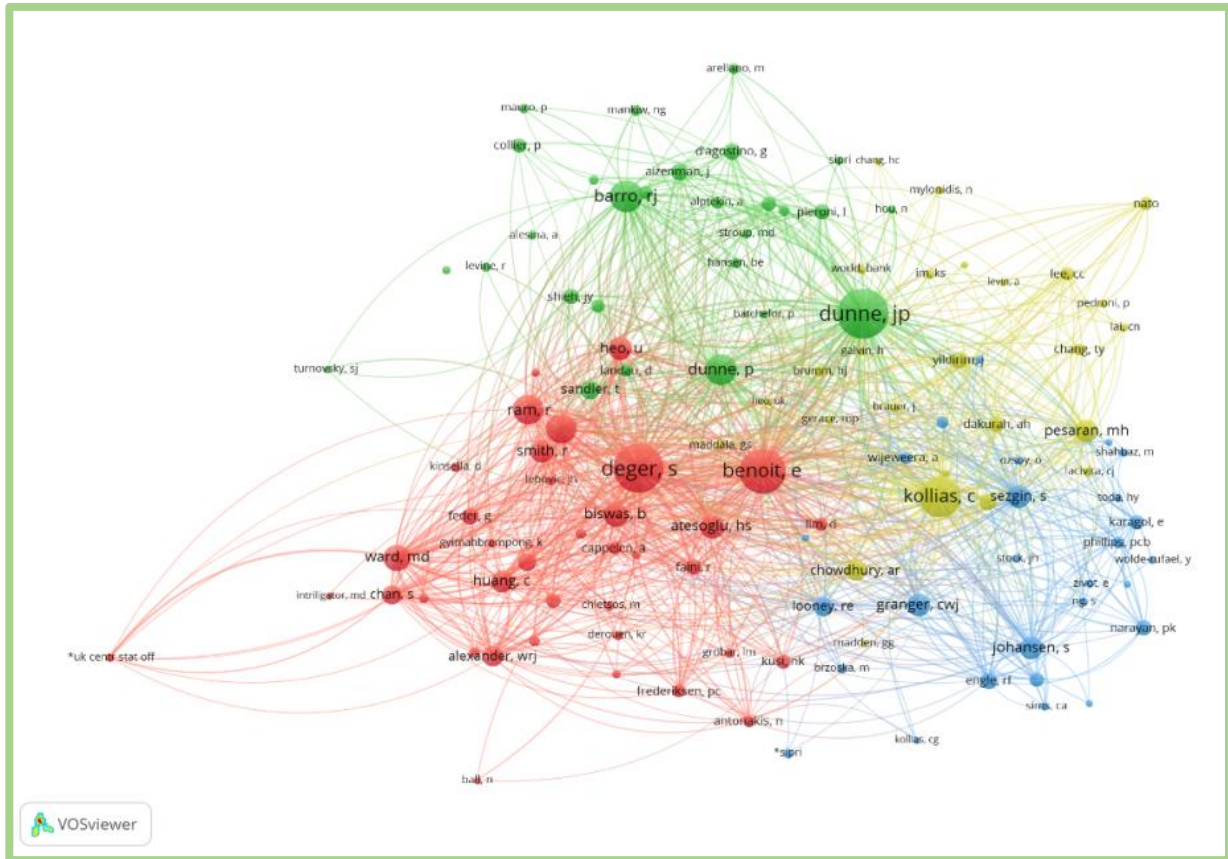 arellano, m
mauro, p
mankiw, ng
collier, p
d'agostino, g
sipri
chang, hc
aizenman, j
barro, rj
mylonidis, n
alptekin, a
pieroni, l
hou, n
nato
alesina, a
stroup, md
levine, r
hansen, be
world, bank
im, ks
lee, cc
levin, a
shieh, jy
pedroni, p
batchelor, p
dunne, jp
lai, cn
heo, u
galvin, h
chang, ty
turnovsky, sj
landau, d
dunne, p
brumm, hj
yildirim, j
sandler, t
heo, uk
brauer, j
ram, r
gerace, mp
dakurah, ah
pesaran, mh
smith, r
maddala, gs
wijeweera, a
ozsoy, o
shahbaz, m
kinsella, d
lebovic, jh
deger, s
benoit, e
lacivita, cj
kollias, c
sezgin, s
toda, hy
feder, g
biswas, b
atesoglu, hs
lim, d
karagol, e
gyimahbrempong, k
cappelen, a
phillips, pcb
ward, md
faini, r
chowdhury, ar
stock, jh
wolde-rufael, y
huang, c
zivot, e
intriligator, md
chan, s
chletsos, m
looney, re
granger, cwj
ng, s
derouen, kr
madden, gg
narayan, pk
*uk centr stat off
alexander, wrj
grobar, lm
kusi, nk
brzoska, m
johansen, s
frederiksen, pc
engle, rf
antonakis, n
sims, ca
*sipri
kollias, cg
ball, n
VOSviewer